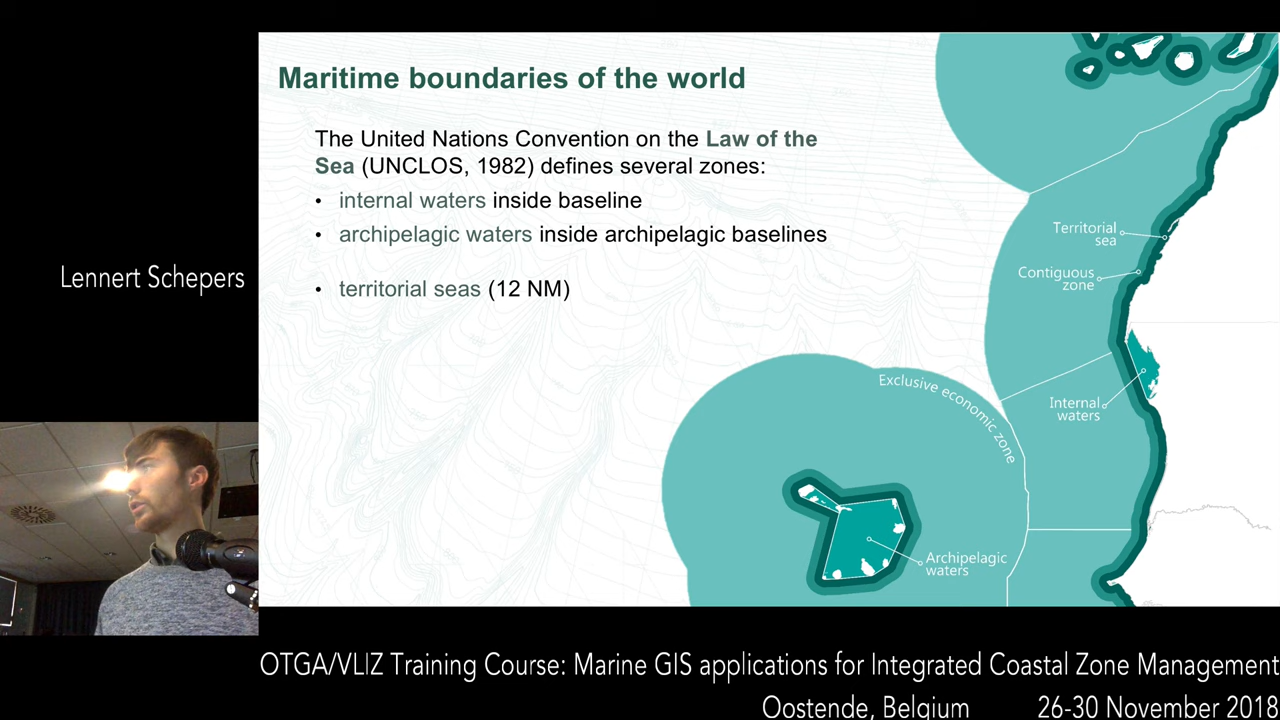 Maritime boundaries of the world
The United Nations Convention on the Law of the
Sea (UNCLOS, 1982) defines several zones:
• internal waters inside baseline
• archipelagic waters inside archipelagic baselines
• territorial seas (12 NM)
Territorial
sea
Contiguous
zone
Internal
waters
Exclusive economic zone
Archipelagic
waters
Lennert Schepers
OTGA/VLIZ Training Course: Marine GIS applications for Integrated Coastal Zone Management
Oostende, Belgium 26-30 November 2018